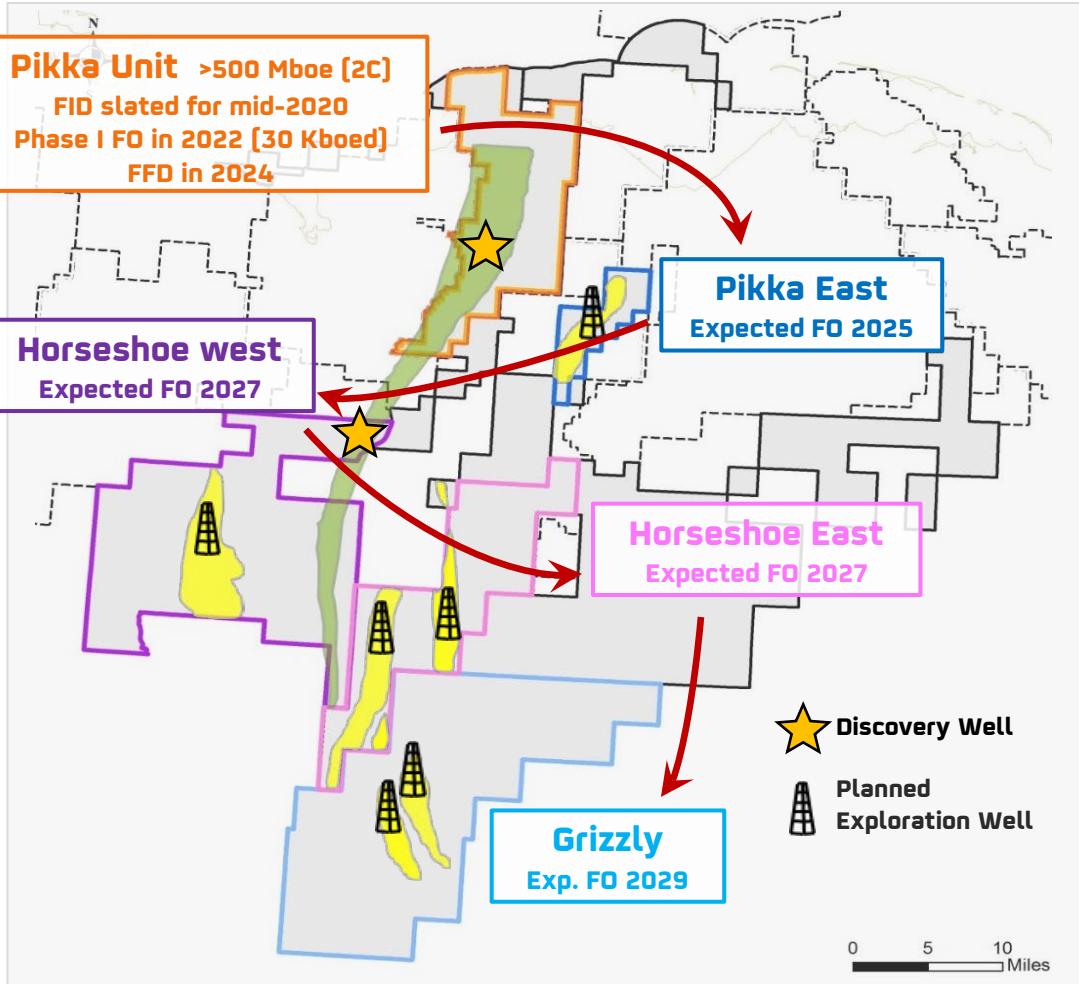 N
Pikka Unit >500 Mboe (2C)
FID slated for mid-2020
Phase I FO in 2022 (30 Kboed)
FFD in 2024
Pikka East
Expected FO 2025
Horseshoe west
Expected FO 2027
Horseshoe East
Expected FO 2027
Discovery Well
Planned
Exploration Well
Grizzly
Exp. FO 2029
0 5 10
Miles